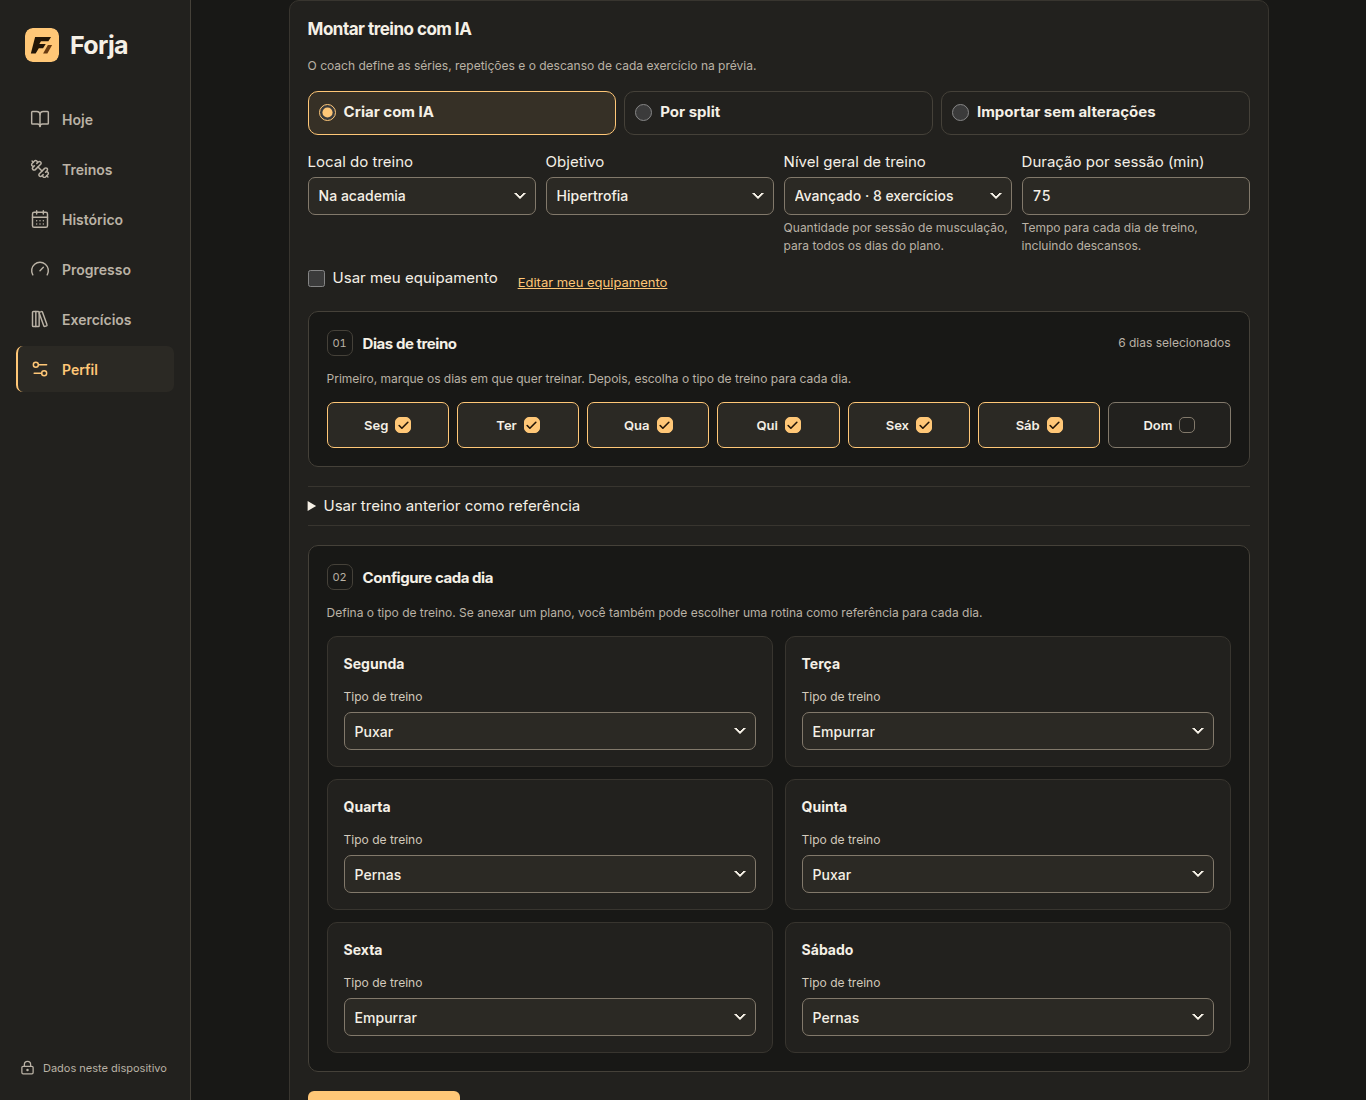 Forja
Hoje
Treinos
Histórico
Progresso
Exercícios
Perfil
Dados neste dispositivo
Montar treino com IA
O coach define as séries, repetições e o descanso de cada exercício na prévia.
Criar com IA
Por split
Importar sem alterações
Local do treino
Objetivo
Nível geral de treino
Duração por sessão (min)
Na academia
Hipertrofia
Avançado · 8 exercícios
75
Quantidade por sessão de musculação,
para todos os dias do plano.
Tempo para cada dia de treino,
incluindo descansos.
Usar meu equipamento
Editar meu equipamento
01
Dias de treino
6 dias selecionados
Primeiro, marque os dias em que quer treinar. Depois, escolha o tipo de treino para cada dia.
Seg
Ter
Qua
Qui
Sex
Sáb
Dom
Usar treino anterior como referência
02
Configure cada dia
Defina o tipo de treino. Se anexar um plano, você também pode escolher uma rotina como referência para cada dia.
Segunda
Tipo de treino
Puxar
Terça
Tipo de treino
Empurrar
Quarta
Tipo de treino
Pernas
Quinta
Tipo de treino
Puxar
Sexta
Tipo de treino
Empurrar
Sábado
Tipo de treino
Pernas